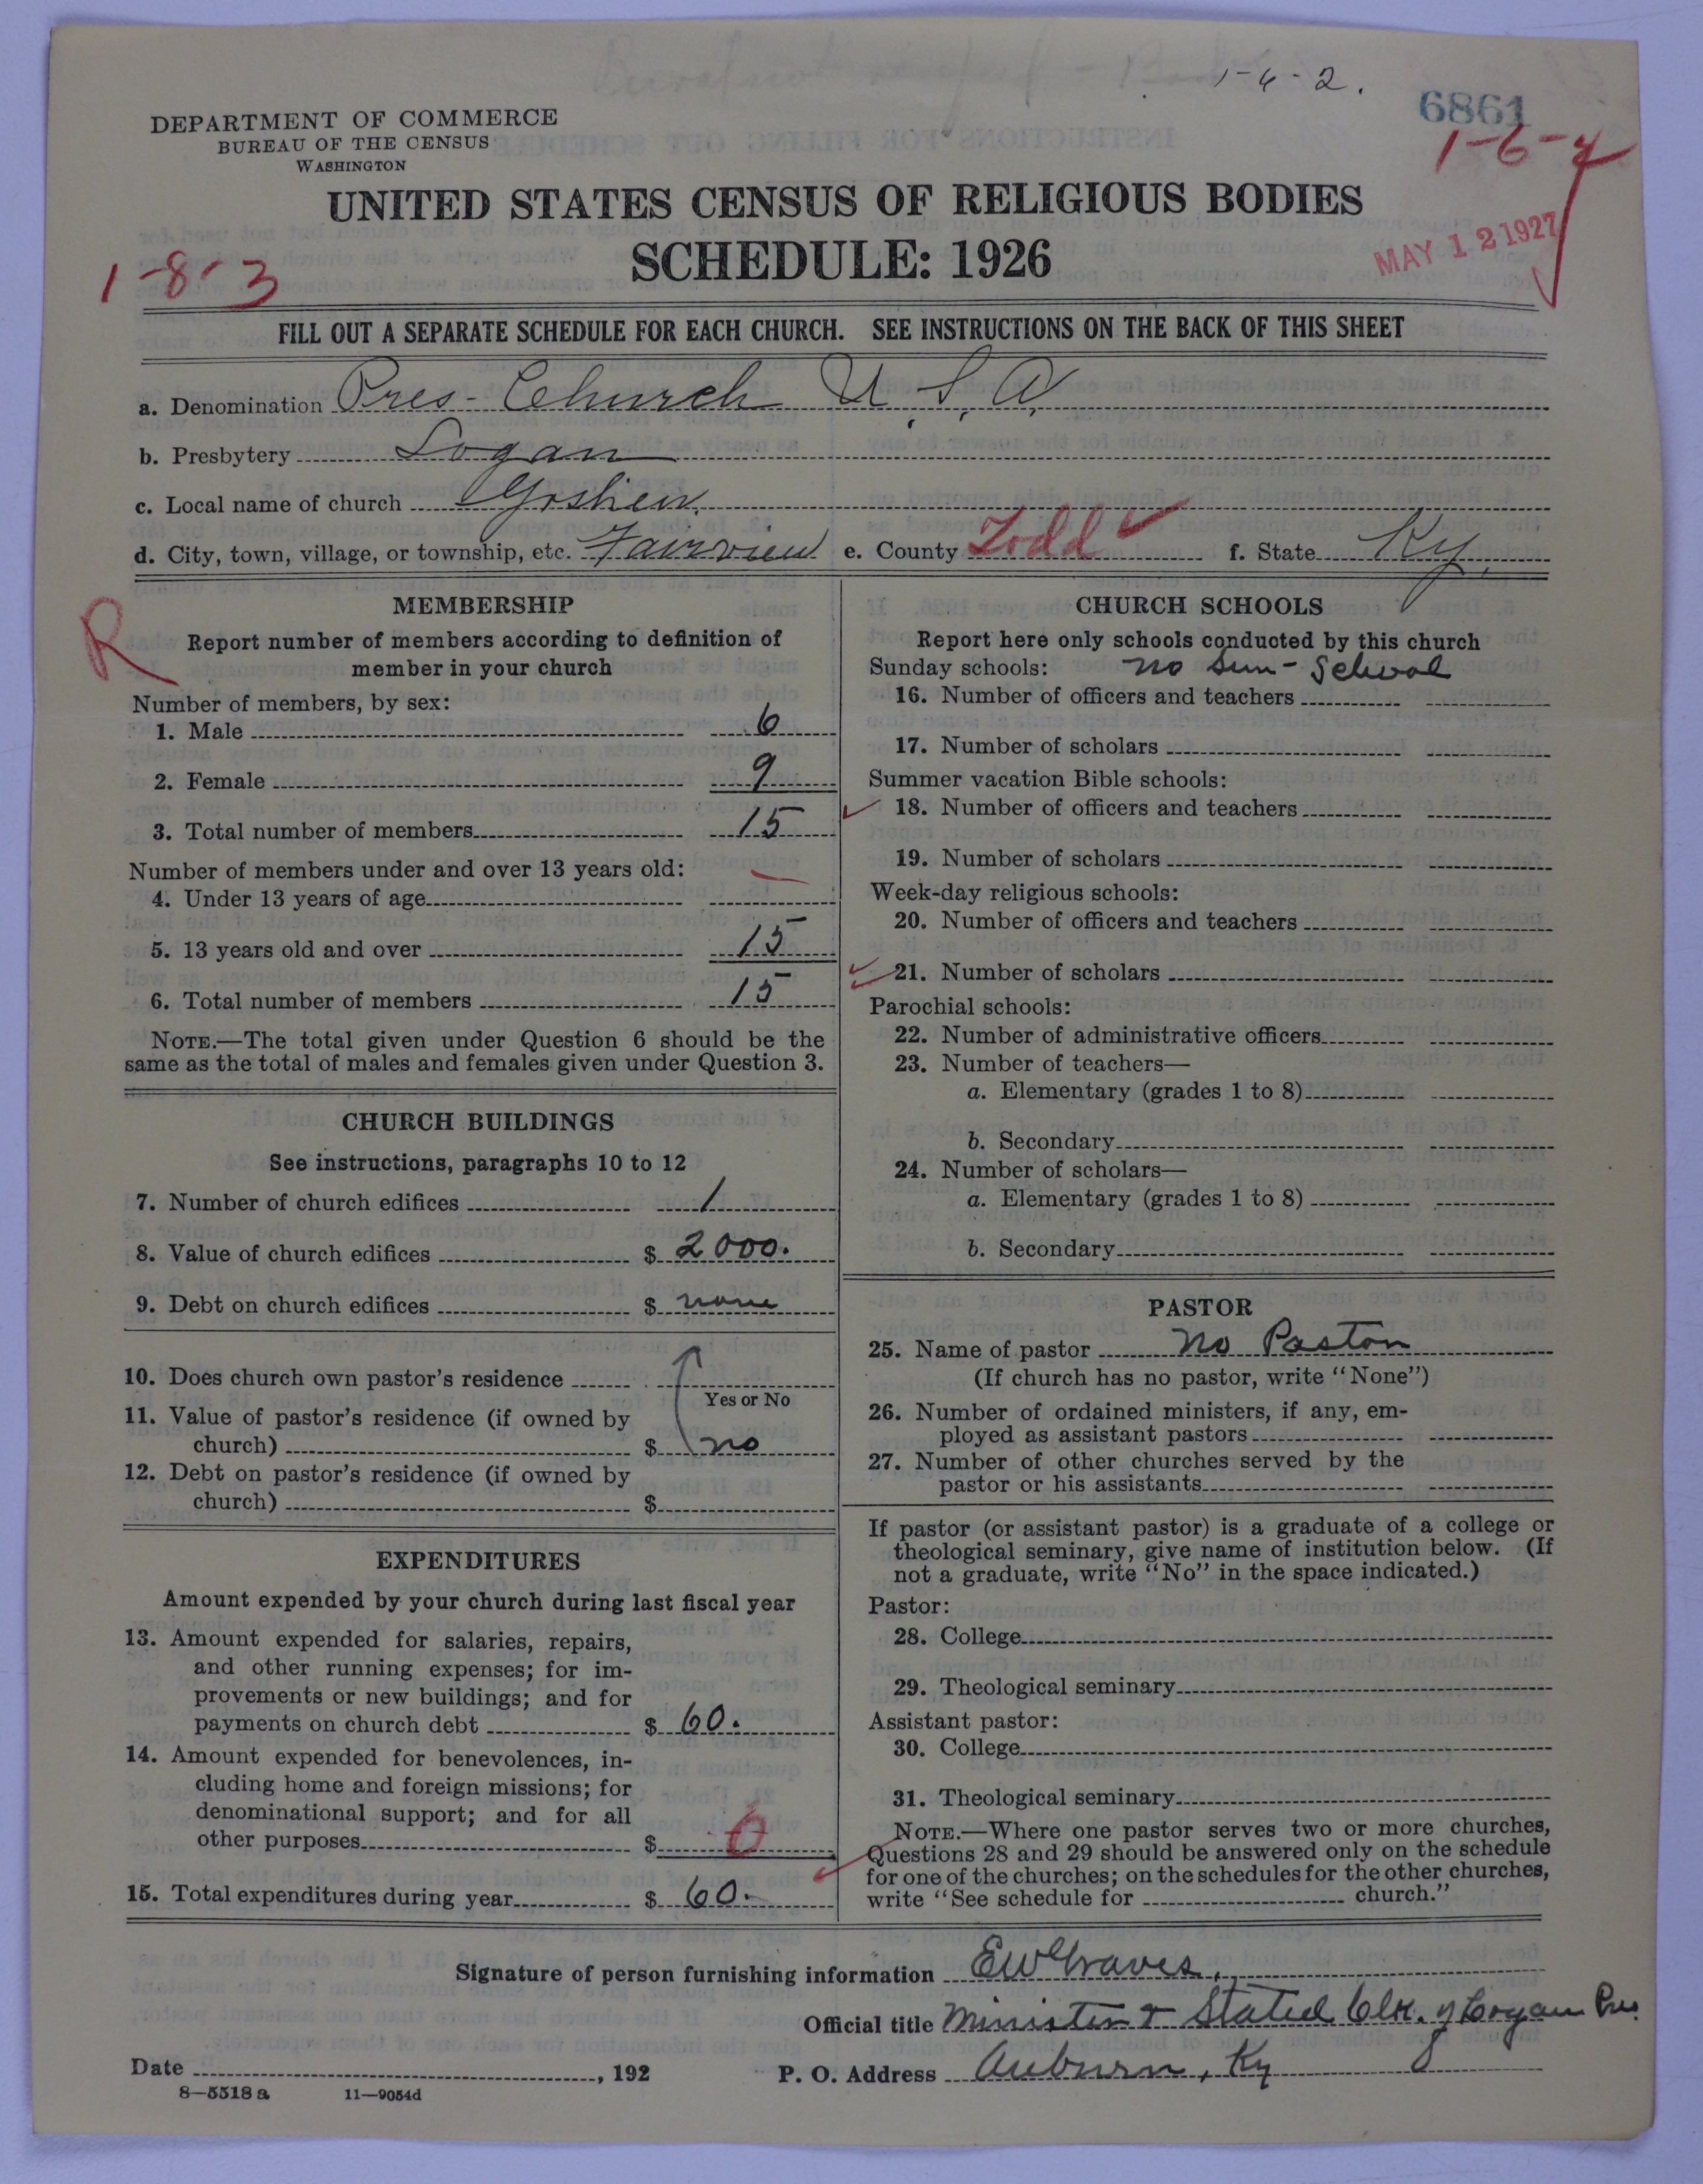 1-6-2.
6861
1-6-4
DEPARTMENT OF COMMERCE
BUREAU OF THE CENSUS
WASHINGTON
UNITED STATES CENSUS OF RELIGIOUS BODIES
SCHEDULE: 1926
MAY 12 1927
1-8-3
FILL OUT A SEPARATE SCHEDULE FOR EACH CHURCH. SEE INSTRUCTIONS ON THE BACK OF THIS SHEET
a. Denomination Pres- Church U.S.A.
b. Presbytery Logan
c. Local name of church Goshen.
d. City, town, village, or township, etc. Fairview e. County Todd f. State Ky.
R
MEMBERSHIP
Report number of members according to definition of
member in your church
Number of members, by sex:
1. Male 6
2. Female 9
3. Total number of members 15
Number of members under and over 13 years old:
4. Under 13 years of age —
5. 13 years old and over 15
6. Total number of members 15
NOTE.—The total given under Question 6 should be the
same as the total of males and females given under Question 3.
CHURCH BUILDINGS
See instructions, paragraphs 10 to 12
7. Number of church edifices 1
8. Value of church edifices $ 2000.
9. Debt on church edifices $ none
10. Does church own pastor's residence
Yes or No
11. Value of pastor's residence (if owned by
church) $ no
12. Debt on pastor's residence (if owned by
church) $
EXPENDITURES
Amount expended by your church during last fiscal year
13. Amount expended for salaries, repairs,
and other running expenses; for im-
provements or new buildings; and for
payments on church debt $ 60.
14. Amount expended for benevolences, in-
cluding home and foreign missions; for
denominational support; and for all
other purposes $ 0
15. Total expenditures during year $ 60.
CHURCH SCHOOLS
Report here only schools conducted by this church
Sunday schools: no Sun-School
16. Number of officers and teachers
17. Number of scholars
Summer vacation Bible schools:
18. Number of officers and teachers
19. Number of scholars
Week-day religious schools:
20. Number of officers and teachers
21. Number of scholars
Parochial schools:
22. Number of administrative officers
23. Number of teachers—
a. Elementary (grades 1 to 8)
b. Secondary
24. Number of scholars—
a. Elementary (grades 1 to 8)
b. Secondary
PASTOR
25. Name of pastor No Pastor
(If church has no pastor, write "None")
26. Number of ordained ministers, if any, em-
ployed as assistant pastors
27. Number of other churches served by the
pastor or his assistants
If pastor (or assistant pastor) is a graduate of a college or
theological seminary, give name of institution below. (If
not a graduate, write "No" in the space indicated.)
Pastor:
28. College
29. Theological seminary
Assistant pastor:
30. College
31. Theological seminary
NOTE.—Where one pastor serves two or more churches,
Questions 28 and 29 should be answered only on the schedule
for one of the churches; on the schedules for the other churches,
write "See schedule for church."
Signature of person furnishing information E W Graves,
Official title Minister & Stated Clk. of Logan Pres.
Date , 192
P. O. Address Auburn, Ky
8—5518 a 11—9054d